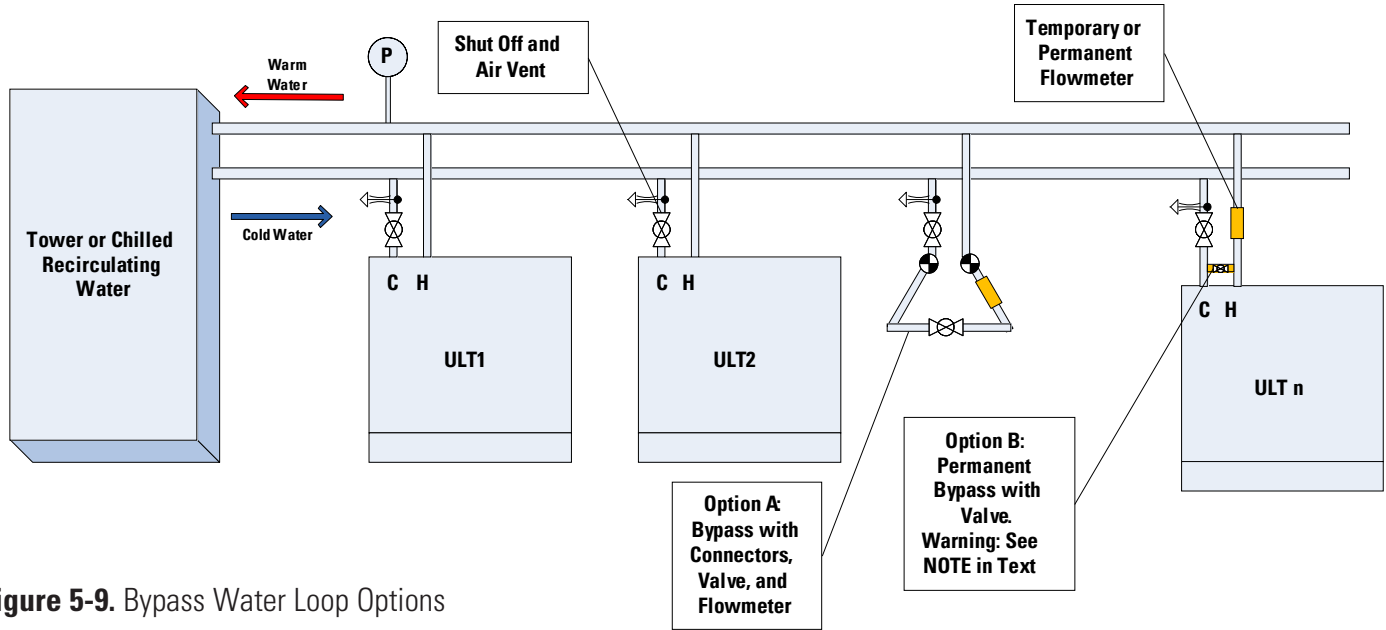 P
Shut Off and
Air Vent
Temporary or
Permanent
Flowmeter
Warm
Water
Cold Water
Tower or Chilled
Recirculating
Water
C H
ULT1
C H
ULT2
C H
ULT n
Option A:
Bypass with
Connectors,
Valve, and
Flowmeter
Option B:
Permanent
Bypass with
Valve.
Warning: See
NOTE in Text
igure 5-9. Bypass Water Loop Options